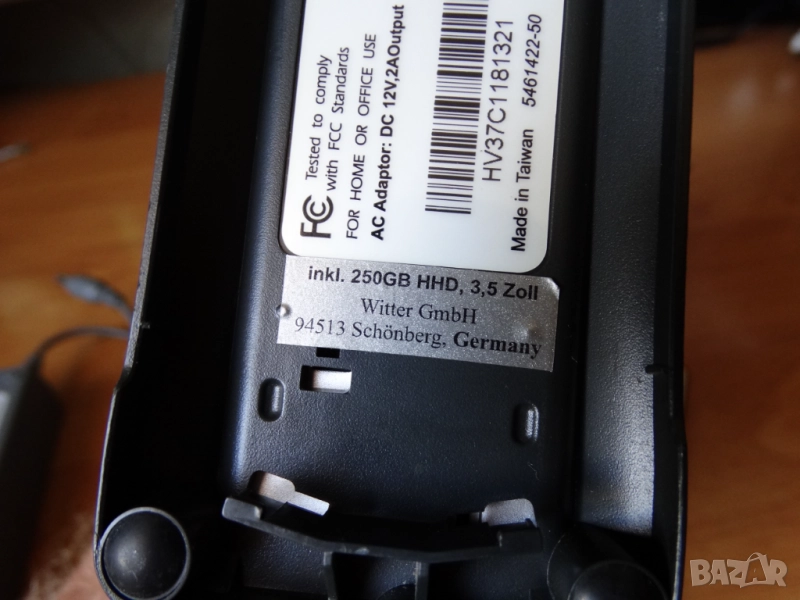 FC Tested to comply
with FCC Standards
FOR HOME OR OFFICE USE
AC Adaptor: DC 12V,2AOutput
HV37C1181321
Made in Taiwan 5461422-50
inkl. 250GB HHD, 3,5 Zoll
Witter GmbH
94513 Schönberg, Germany
BAZAR